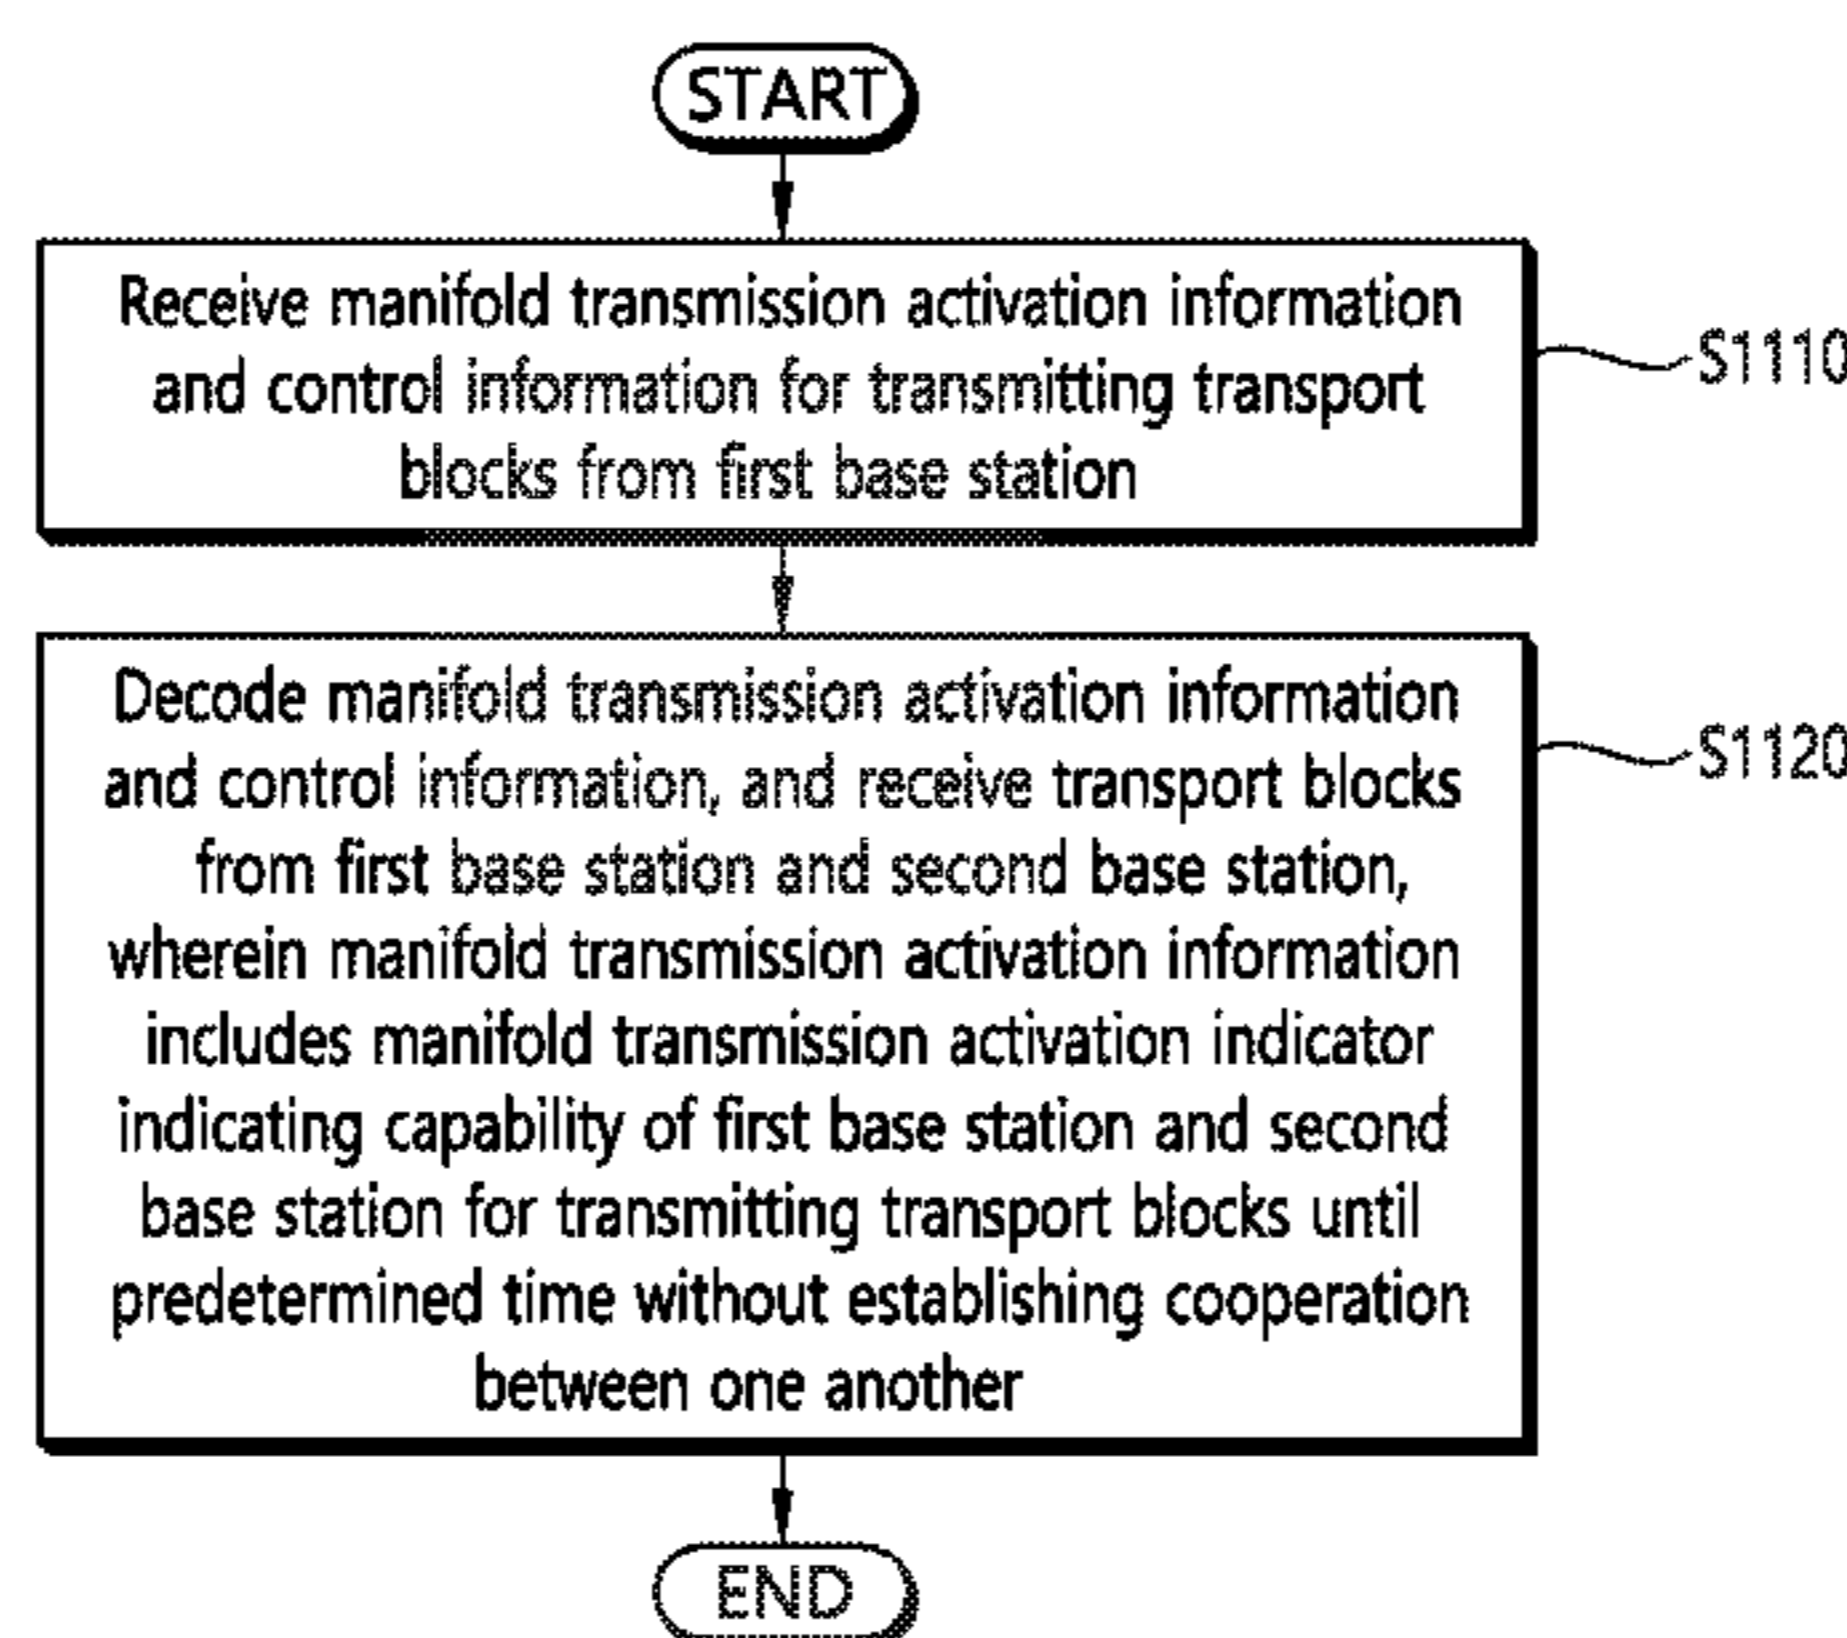 START
Receive manifold transmission activation information
and control information for transmitting transport
blocks from first base station
S1110
Decode manifold transmission activation information
and control information, and receive transport blocks
from first base station and second base station,
wherein manifold transmission activation information
includes manifold transmission activation indicator
indicating capability of first base station and second
base station for transmitting transport blocks until
predetermined time without establishing cooperation
between one another
S1120
END